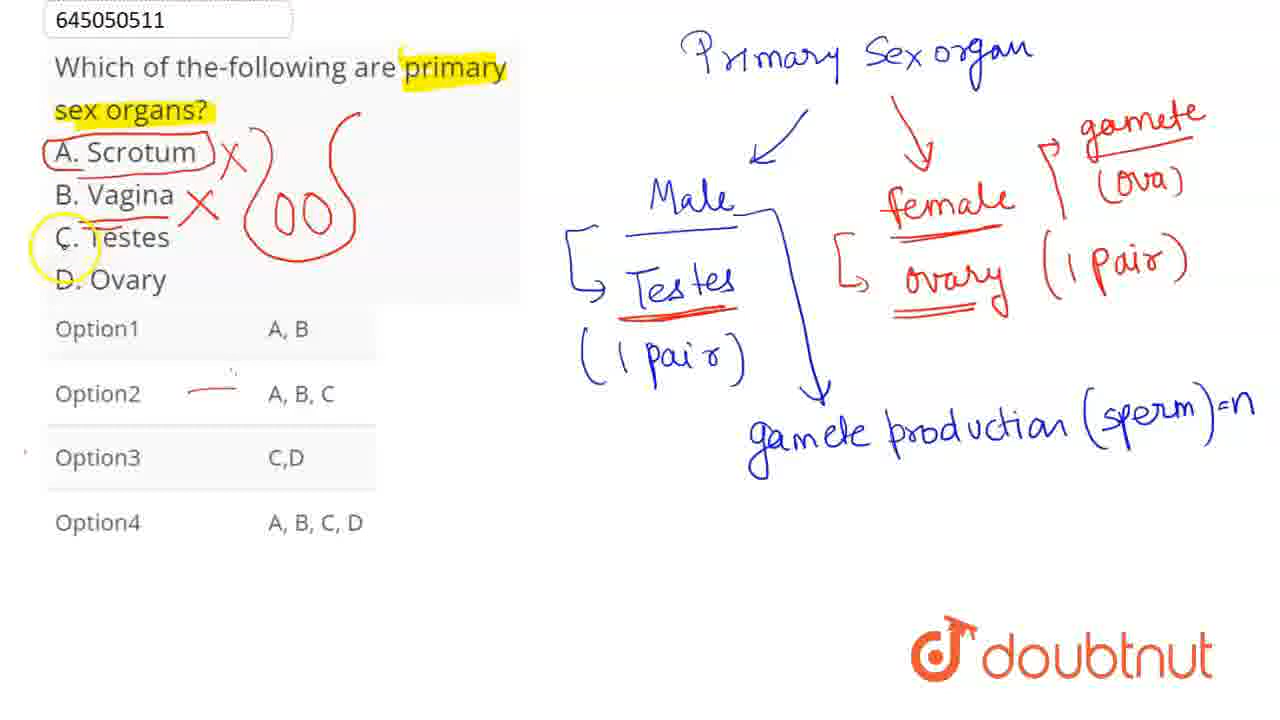 645050511
Which of the-following are primary
sex organs?
A. Scrotum
B. Vagina
C. Testes
D. Ovary
Option1 A, B
Option2 A, B, C
Option3 C,D
Option4 A, B, C, D
Primary Sex organ
Male
Testes
(1 pair)
female
ovary (1 pair)
gamete
(ova)
gamete production (sperm)=n
doubtnut